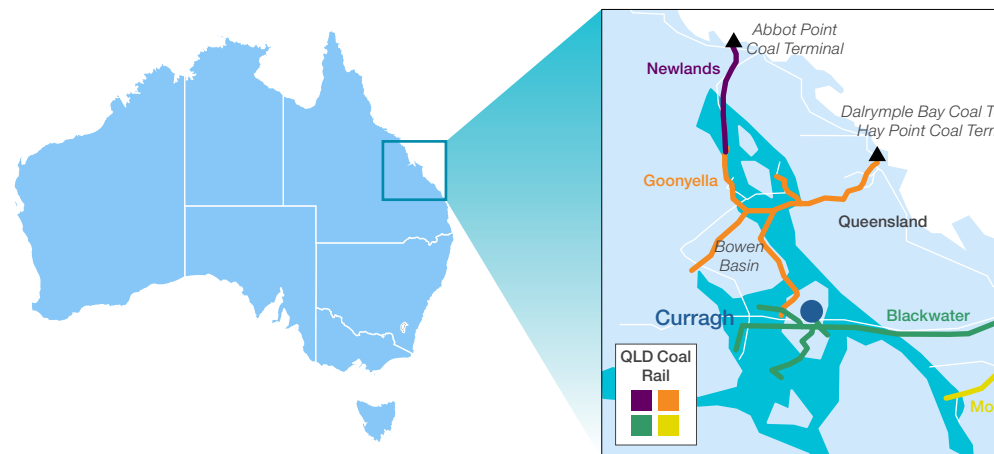 Abbot Point
Coal Terminal
Newlands
Dalrymple Bay Coal T
Hay Point Coal Ter
Goonyella
Queensland
Bowen
Basin
Curragh
Blackwater
QLD Coal
Rail
Mo